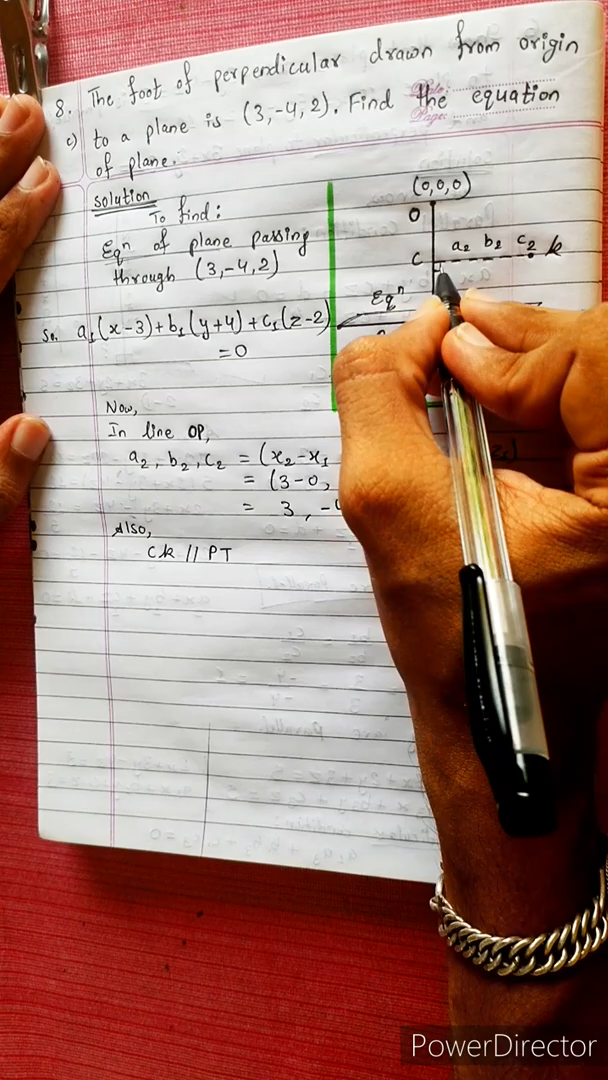 8. The foot of perpendicular drawn from origin
c) to a plane is (3,-4,2). Find the equation
of plane.
solution
To find:
Eqⁿ of plane passing
through (3,-4,2)
So, a₁(x-3)+b₁(y+4)+c₁(z-2)
=0
Now,
In line OP,
a₂, b₂, c₂ = (x₂-x₁
= (3-0,
= 3, -4
Also,
Ck // PT
(0,0,0)
O
a₂ b₂ c₂ k
C
Eqⁿ
PowerDirector